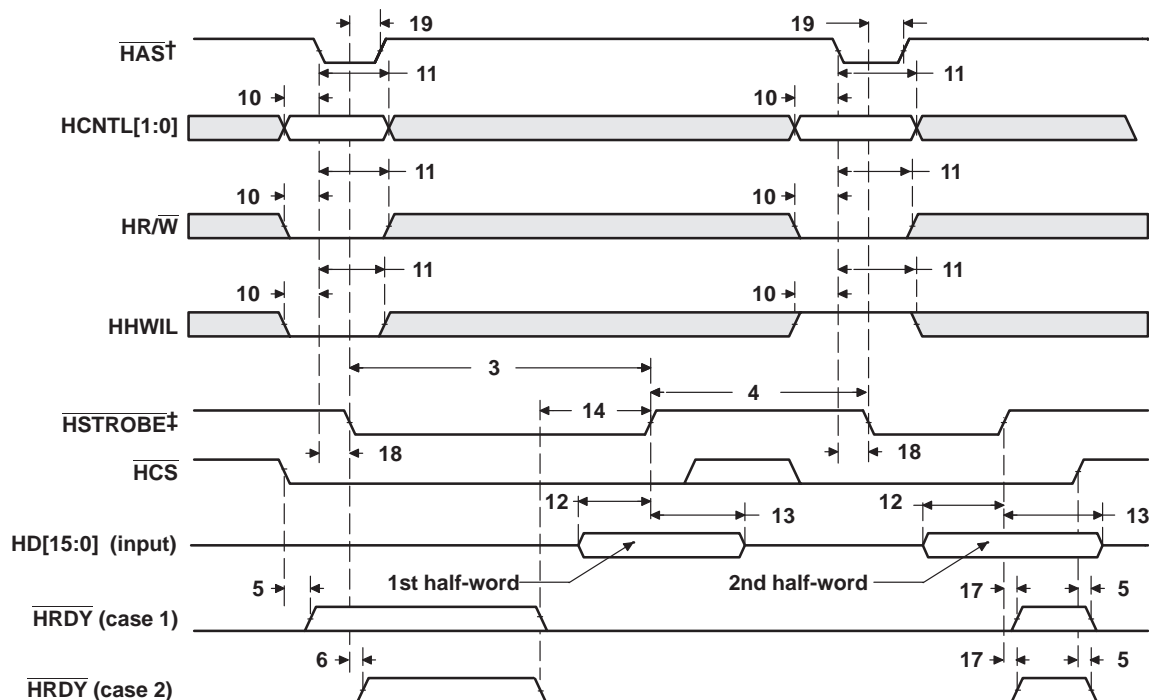 19 19
HAS†
11 11
10 10
HCNTL[1:0]
11 11
10 10
HR/W
11 11
10 10
HHWIL
3
4
14
HSTROBE‡
18 18
HCS
12 12
13 13
HD[15:0] (input)
1st half-word 2nd half-word
5 17 5
HRDY (case 1)
6 17 5
HRDY (case 2)